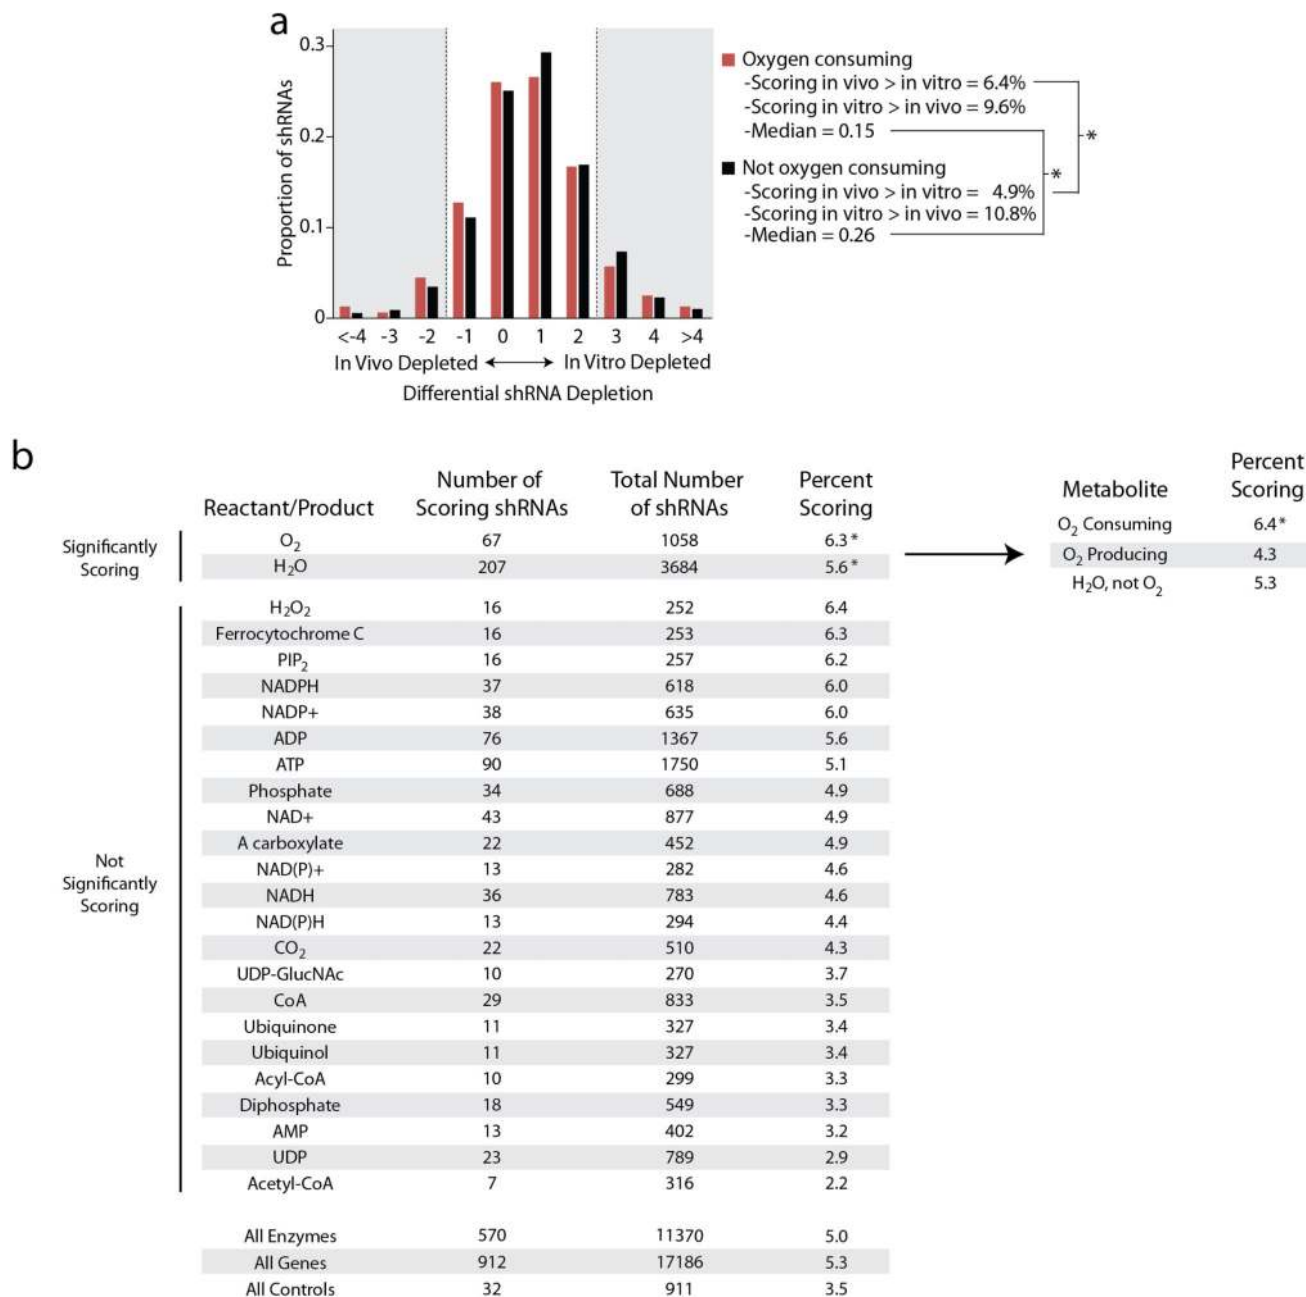 a
0.3
0.2
0.1
0
Proportion of shRNAs
<-4 -3 -2 -1 0 1 2 3 4 >4
In Vivo Depleted In Vitro Depleted
Differential shRNA Depletion
Oxygen consuming
-Scoring in vivo > in vitro = 6.4%
-Scoring in vitro > in vivo = 9.6%
-Median = 0.15
*
*
Not oxygen consuming
-Scoring in vivo > in vitro = 4.9%
-Scoring in vitro > in vivo = 10.8%
-Median = 0.26
b
Reactant/Product Number of Scoring shRNAs Total Number of shRNAs Percent Scoring
Significantly Scoring
O2 67 1058 6.3*
H2O 207 3684 5.6*
Metabolite Percent Scoring
O2 Consuming 6.4*
O2 Producing 4.3
H2O, not O2 5.3
Not Significantly Scoring
H2O2 16 252 6.4
Ferrocytochrome C 16 253 6.3
PIP2 16 257 6.2
NADPH 37 618 6.0
NADP+ 38 635 6.0
ADP 76 1367 5.6
ATP 90 1750 5.1
Phosphate 34 688 4.9
NAD+ 43 877 4.9
A carboxylate 22 452 4.9
NAD(P)+ 13 282 4.6
NADH 36 783 4.6
NAD(P)H 13 294 4.4
CO2 22 510 4.3
UDP-GlucNAc 10 270 3.7
CoA 29 833 3.5
Ubiquinone 11 327 3.4
Ubiquinol 11 327 3.4
Acyl-CoA 10 299 3.3
Diphosphate 18 549 3.3
AMP 13 402 3.2
UDP 23 789 2.9
Acetyl-CoA 7 316 2.2
All Enzymes 570 11370 5.0
All Genes 912 17186 5.3
All Controls 32 911 3.5